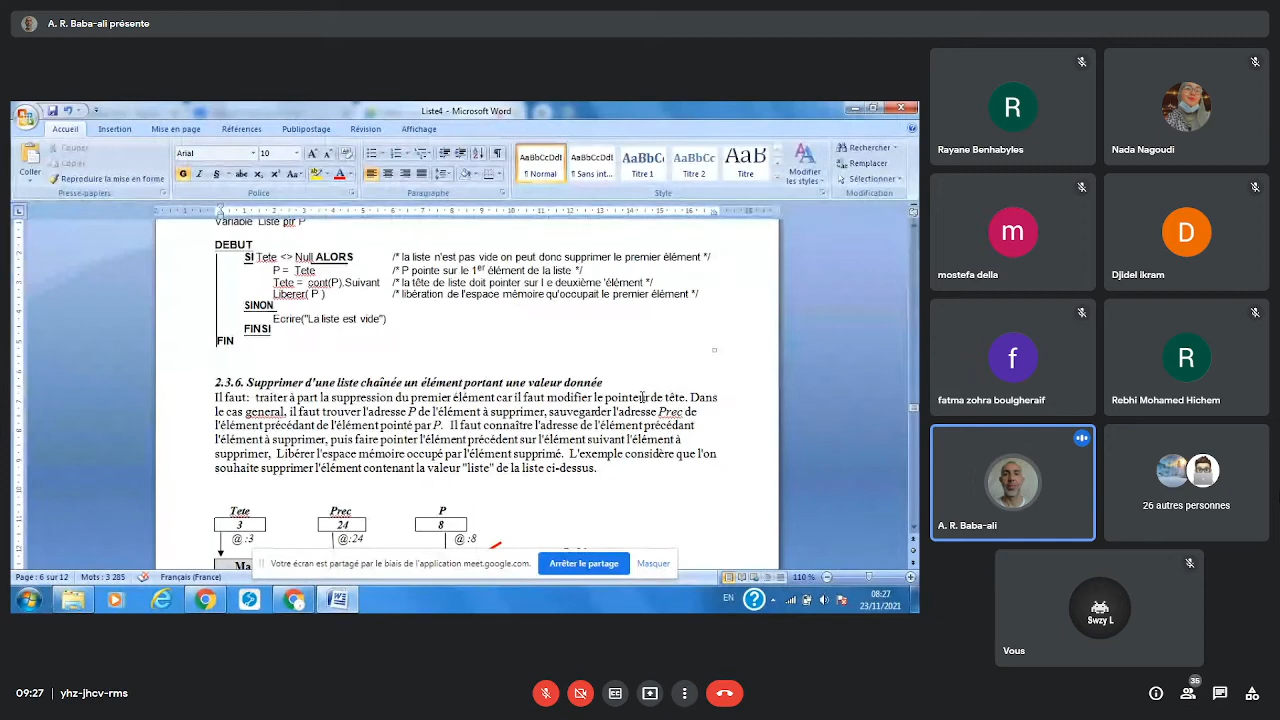 A. R. Baba-ali présente
Liste4 - Microsoft Word
Accueil Insertion Mise en page Références Publipostage Révision Affichage
Coller
Couper
Copier
Reproduire la mise en forme
Presse-papiers
Arial 10
Police
Paragraphe
AaBbCcDdI AaBbCcDdI AaBbC AaBbCc AaB
¶ Normal ¶ Sans int... Titre 1 Titre 2 Titre
Modifier les styles
Style
Rechercher
Remplacer
Sélectionner
Modification
Variable Liste ptr P
DEBUT
SI Tete <> Null ALORS /* la liste n'est pas vide on peut donc supprimer le premier élément */
P = Tete /* P pointe sur le 1er élément de la liste */
Tete = cont(P).Suivant /* la tête de liste doit pointer sur l e deuxième 'élément */
Liberer( P ) /* libération de l'espace mémoire qu'occupait le premier élément */
SINON
Ecrire("La liste est vide")
FINSI
FIN
2.3.6. Supprimer d'une liste chaînée un élément portant une valeur donnée
Il faut: traiter à part la suppression du premier élément car il faut modifier le pointeur de tête. Dans
le cas general, il faut trouver l'adresse P de l'élément à supprimer, sauvegarder l'adresse Prec de
l'élément précédant de l'élément pointé par P. Il faut connaître l'adresse de l'élément précédant
l'élément à supprimer, puis faire pointer l'élément précédent sur l'élément suivant l'élément à
supprimer, Libérer l'espace mémoire occupé par l'élément supprimé. L'exemple considère que l'on
souhaite supprimer l'élément contenant la valeur "liste" de la liste ci-dessus.
Tete Prec P
3 24 8
@:3 @:24 @:8
Ma
Votre écran est partagé par le biais de l'application meet.google.com. Arrêter le partage Masquer
Page : 6 sur 12 Mots : 3 285 Français (France) 110 %
EN 08:27
23/11/2021
R
Rayane Benhabyles
Nada Nagoudi
m
mostefa della
D
Djidel Ikram
f
fatma zohra boulgheraif
R
Rebhi Mohamed Hichem
A. R. Baba-ali
26 autres personnes
Swzy L
Vous
09:27 yhz-jhcv-rms
35